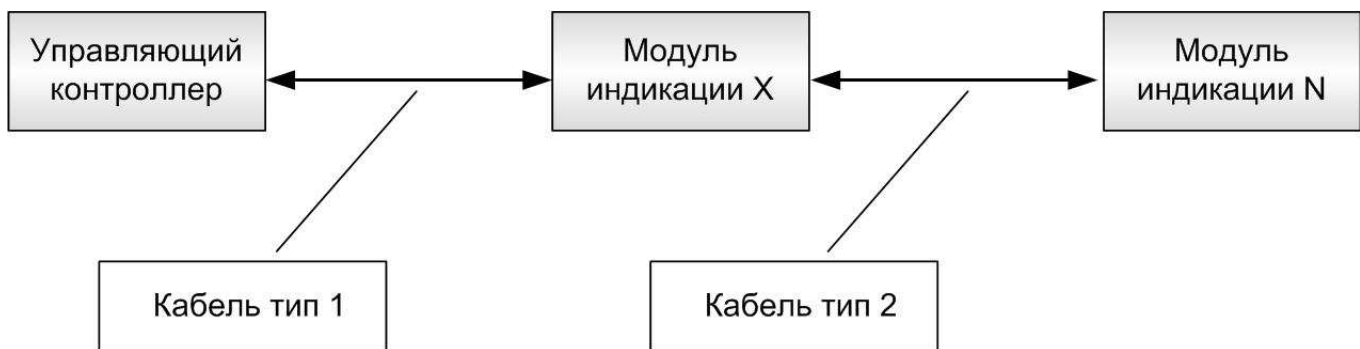 Управляющий
контроллер
Модуль
индикации X
Модуль
индикации N
Кабель тип 1
Кабель тип 2